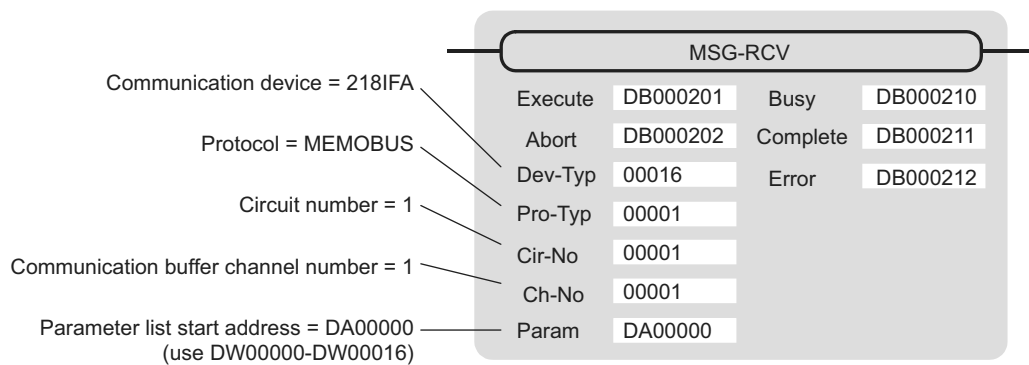 MSG-RCV
Communication device = 218IFA
Execute DB000201 Busy DB000210
Protocol = MEMOBUS
Abort DB000202 Complete DB000211
Dev-Typ 00016 Error DB000212
Circuit number = 1
Pro-Typ 00001
Cir-No 00001
Communication buffer channel number = 1
Ch-No 00001
Parameter list start address = DA00000
(use DW00000-DW00016)
Param DA00000